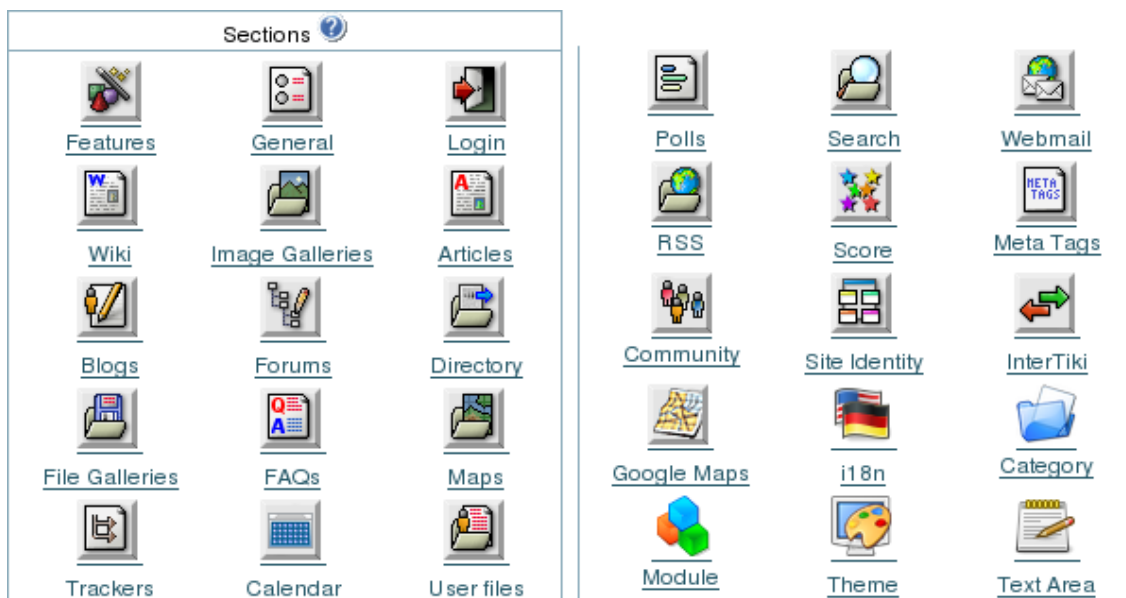 Sections ?
Features General Login
W A
Wiki Image Galleries Articles
Blogs Forums Directory
Q
A
File Galleries FAQs Maps
Trackers Calendar User files
Polls Search Webmail
META
TAGS
RSS Score Meta Tags
Community Site Identity InterTiki
Google Maps i18n Category
Module Theme Text Area